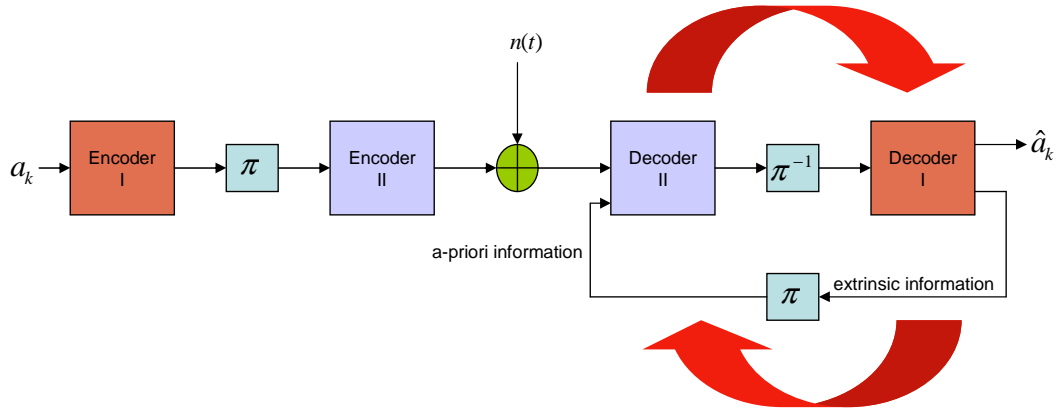 n(t)
a_k
Encoder
I
π
Encoder
II
Decoder
II
π^{-1}
Decoder
I
â_k
a-priori information
π
extrinsic information